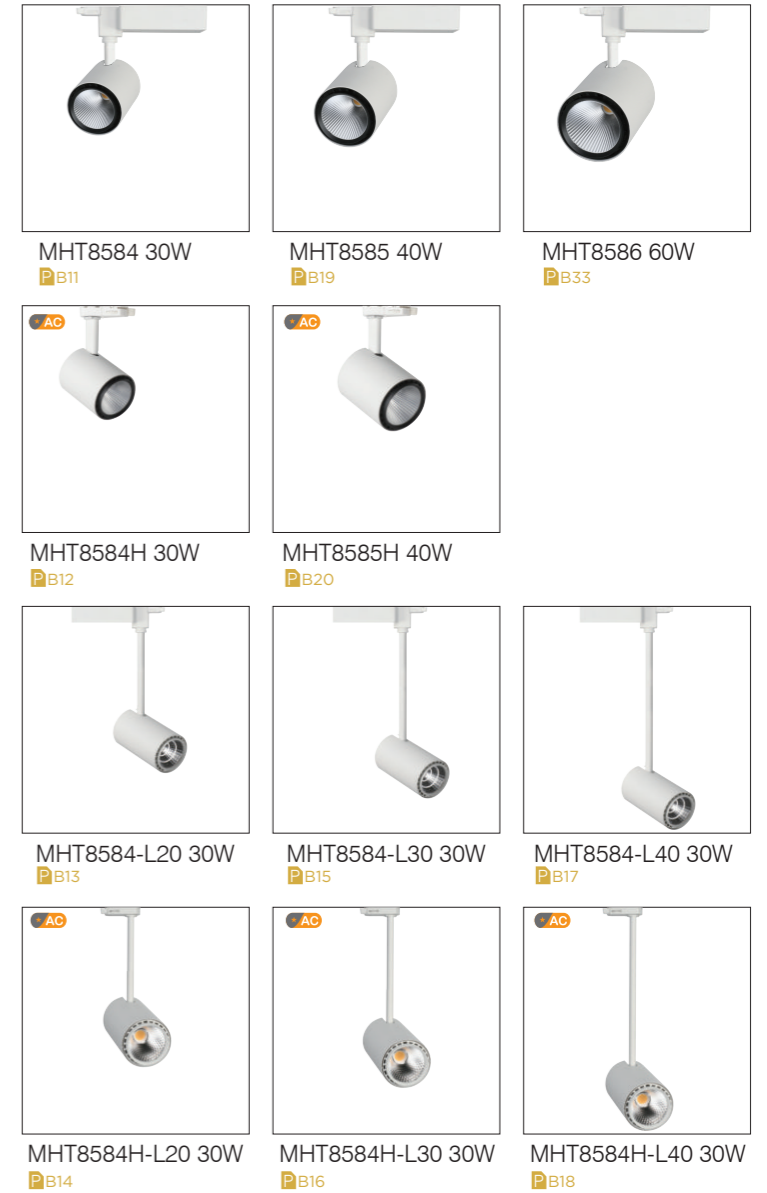 MHT8584 30W
P B11
MHT8585 40W
P B19
MHT8586 60W
P B33
AC
MHT8584H 30W
P B12
AC
MHT8585H 40W
P B20
MHT8584-L20 30W
P B13
MHT8584-L30 30W
P B15
MHT8584-L40 30W
P B17
AC
MHT8584H-L20 30W
P B14
AC
MHT8584H-L30 30W
P B16
AC
MHT8584H-L40 30W
P B18